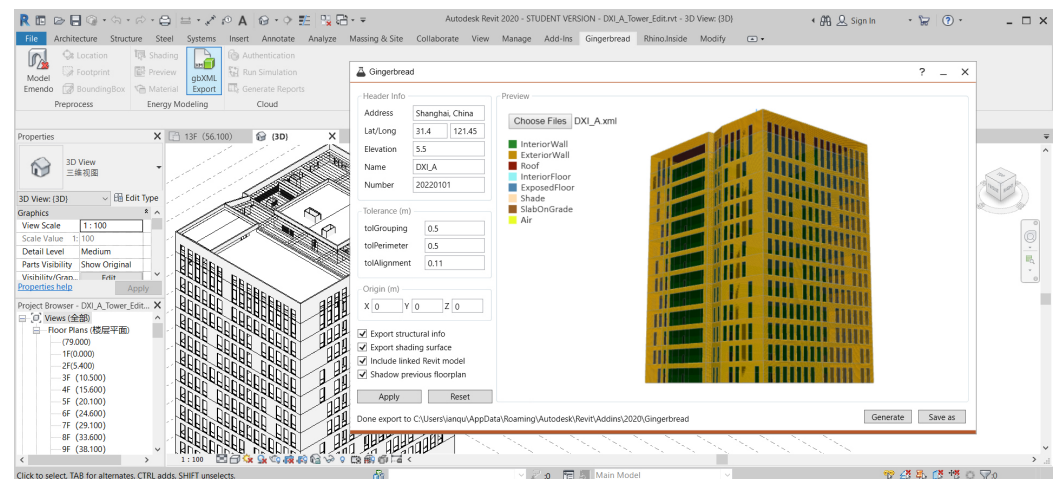 Autodesk Revit 2020 - STUDENT VERSION - DXI_A_Tower_Edit.rvt - 3D View: {3D}
Sign In
File Architecture Structure Steel Systems Insert Annotate Analyze Massing & Site Collaborate View Manage Add-Ins Gingerbread Rhino.Inside Modify
Model Emendo
Location
Footprint
BoundingBox
Preprocess
Shading
Preview
Material
gbXML Export
Energy Modeling
Authentication
Run Simulation
Generate Reports
Cloud
Properties
3D View
三维视图
3D View: {3D}
Edit Type
Graphics
View Scale 1 : 100
Scale Value 1: 100
Detail Level Medium
Parts Visibility Show Original
Visibility/Grap... Edit...
Properties help
Apply
Project Browser - DXI_A_Tower_Edit...
Views (全部)
Floor Plans (楼层平面)
(79.000)
1F(0.000)
2F(5.400)
3F (10.500)
4F (15.600)
5F (20.100)
6F (24.600)
7F (29.100)
8F (33.600)
9F (38.100)
13F (56.100)
{3D}
Gingerbread
Header Info
Address Shanghai, China
Lat/Long 31.4 121.45
Elevation 5.5
Name DXI_A
Number 20220101
Tolerance (m)
tolGrouping 0.5
tolPerimeter 0.5
tolAlignment 0.11
Origin (m)
X 0 Y 0 Z 0
Export structural info
Export shading surface
Include linked Revit model
Shadow previous floorplan
Apply Reset
Preview
Choose Files DXI_A.xml
InteriorWall
ExteriorWall
Roof
InteriorFloor
ExposedFloor
Shade
SlabOnGrade
Air
Done export to C:\Users\ianqu\AppData\Roaming\Autodesk\Revit\Addins\2020\Gingerbread
Generate Save as
1 : 100
Click to select, TAB for alternates, CTRL adds, SHIFT unselects.
:0
Main Model
:0